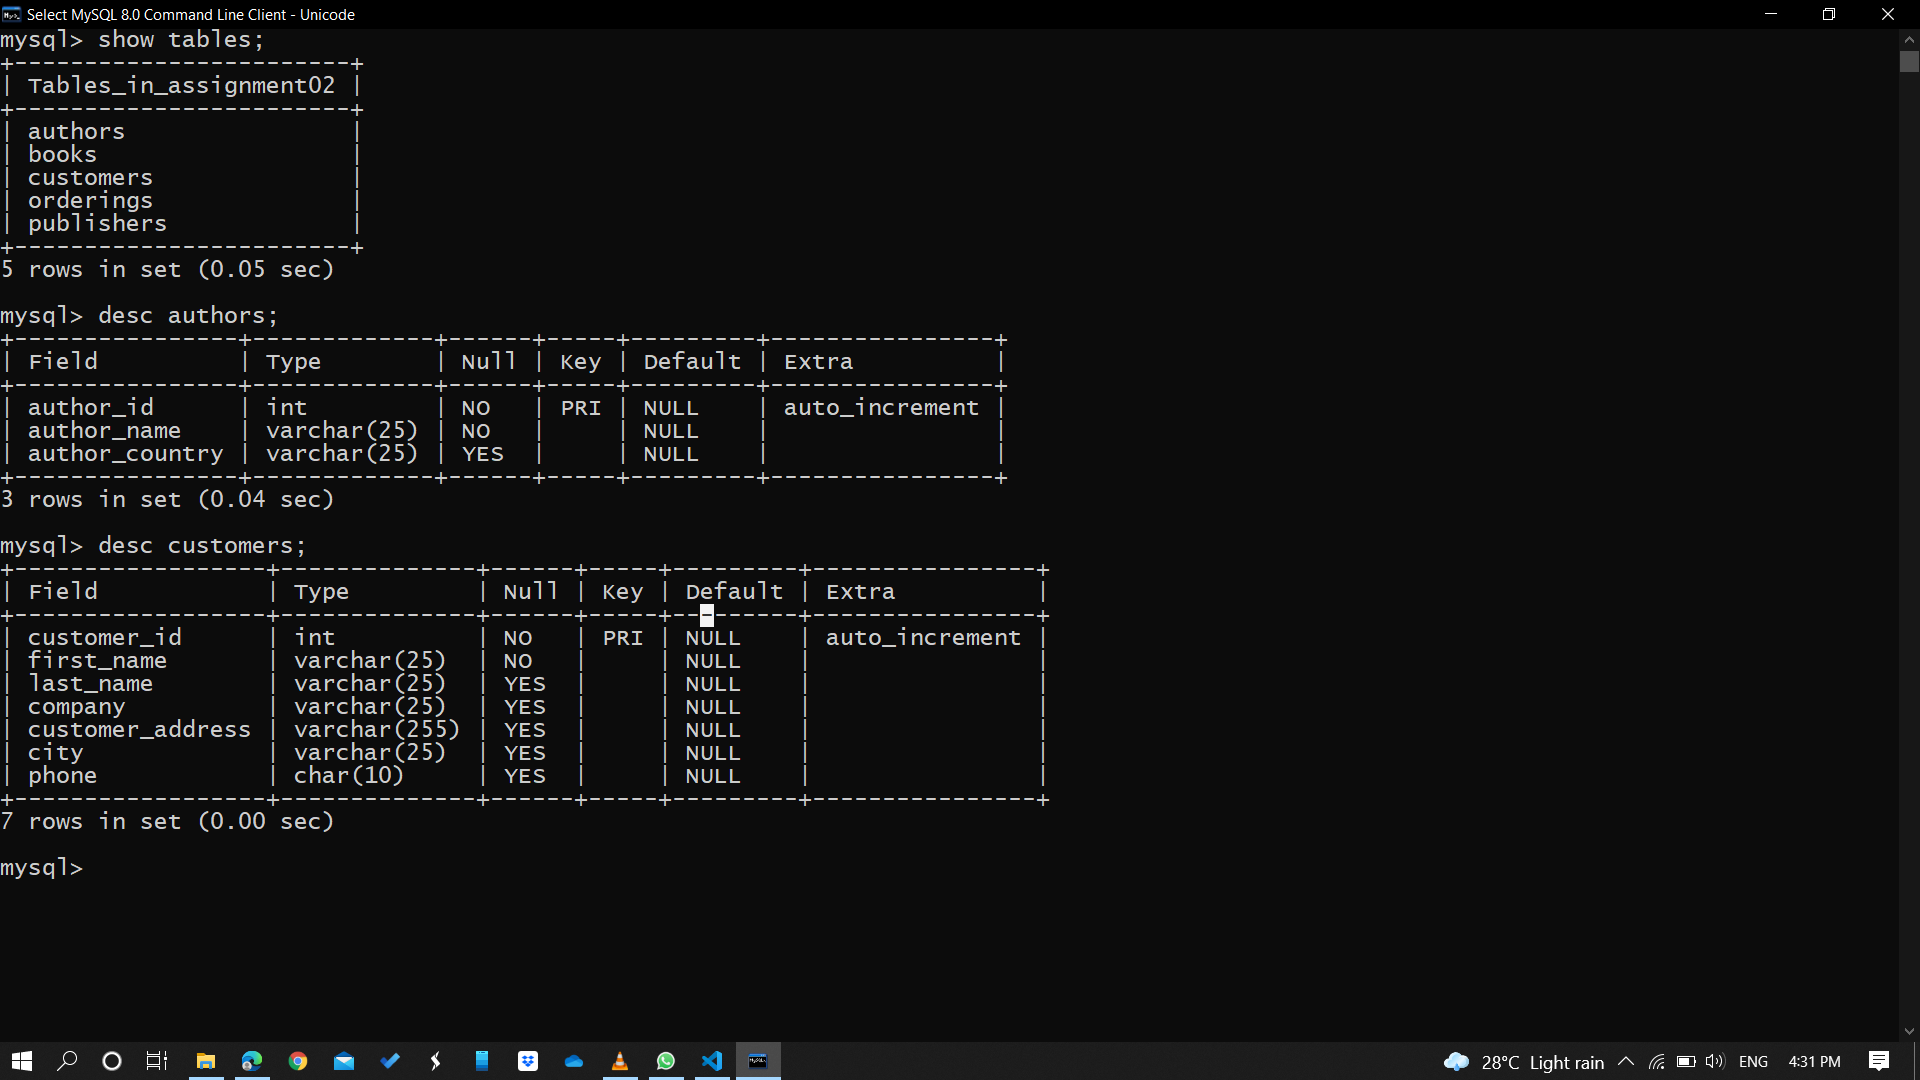 Select MySQL 8.0 Command Line Client - Unicode
mysql> show tables;
+------------------------+
| Tables_in_assignment02 |
+------------------------+
| authors                |
| books                  |
| customers              |
| orderings              |
| publishers             |
+------------------------+
5 rows in set (0.05 sec)
mysql> desc authors;
+----------------+-------------+------+-----+---------+----------------+
| Field          | Type        | Null | Key | Default | Extra          |
+----------------+-------------+------+-----+---------+----------------+
| author_id      | int         | NO   | PRI | NULL    | auto_increment |
| author_name    | varchar(25) | NO   |     | NULL    |                |
| author_country | varchar(25) | YES  |     | NULL    |                |
+----------------+-------------+------+-----+---------+----------------+
3 rows in set (0.04 sec)
mysql> desc customers;
+------------------+--------------+------+-----+---------+----------------+
| Field            | Type         | Null | Key | Default | Extra          |
+------------------+--------------+------+-----+---------+----------------+
| customer_id      | int          | NO   | PRI | NULL    | auto_increment |
| first_name       | varchar(25)  | NO   |     | NULL    |                |
| last_name        | varchar(25)  | YES  |     | NULL    |                |
| company          | varchar(25)  | YES  |     | NULL    |                |
| customer_address | varchar(255) | YES  |     | NULL    |                |
| city             | varchar(25)  | YES  |     | NULL    |                |
| phone            | char(10)     | YES  |     | NULL    |                |
+------------------+--------------+------+-----+---------+----------------+
7 rows in set (0.00 sec)
mysql>
28°C Light rain ENG 4:31 PM